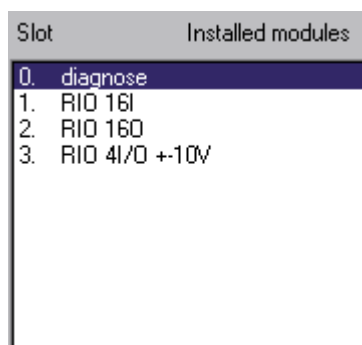 Slot Installed modules
0. diagnose
1. RIO 16I
2. RIO 16O
3. RIO 4I/O +-10V